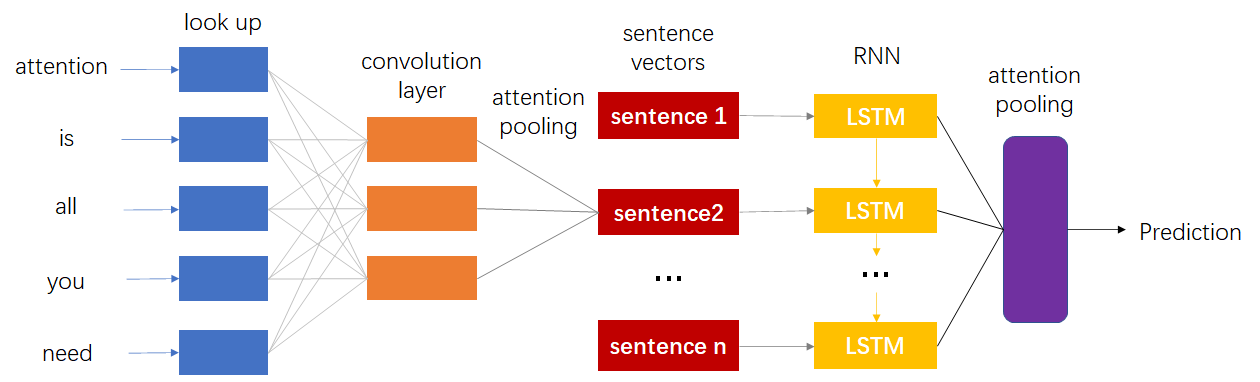 look up
attention
is
all
you
need
convolution
layer
attention
pooling
sentence
vectors
sentence 1
sentence2
...
sentence n
RNN
LSTM
LSTM
...
LSTM
attention
pooling
Prediction